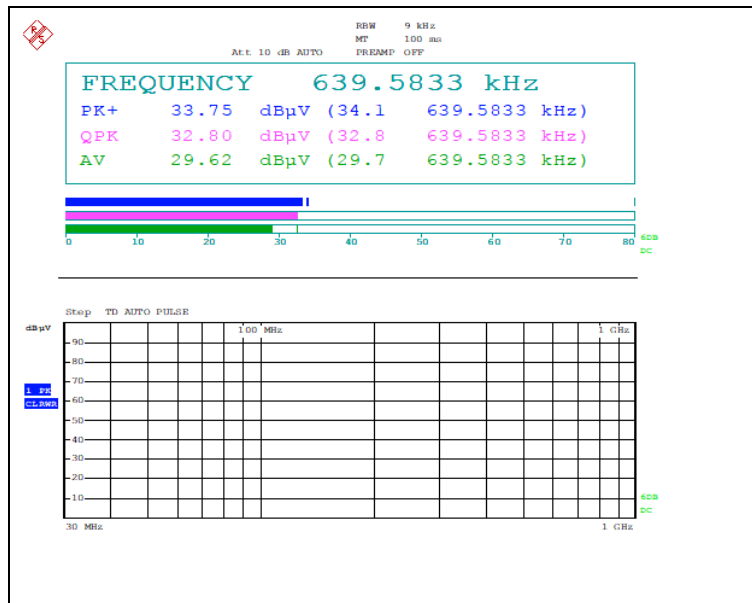 RBW 9 kHz
MT 100 ms
Att 10 dB AUTO PREAMP OFF
FREQUENCY 639.5833 kHz
PK+ 33.75 dBµV (34.1 639.5833 kHz)
QPK 32.80 dBµV (32.8 639.5833 kHz)
AV 29.62 dBµV (29.7 639.5833 kHz)
0 10 20 30 40 50 60 70 80
6DB
DC
Step TD AUTO PULSE
dBµV
100 MHz 1 GHz
90
80
70
1 PK
CLRWR
60
50
40
30
20
10
6DB
DC
30 MHz 1 GHz